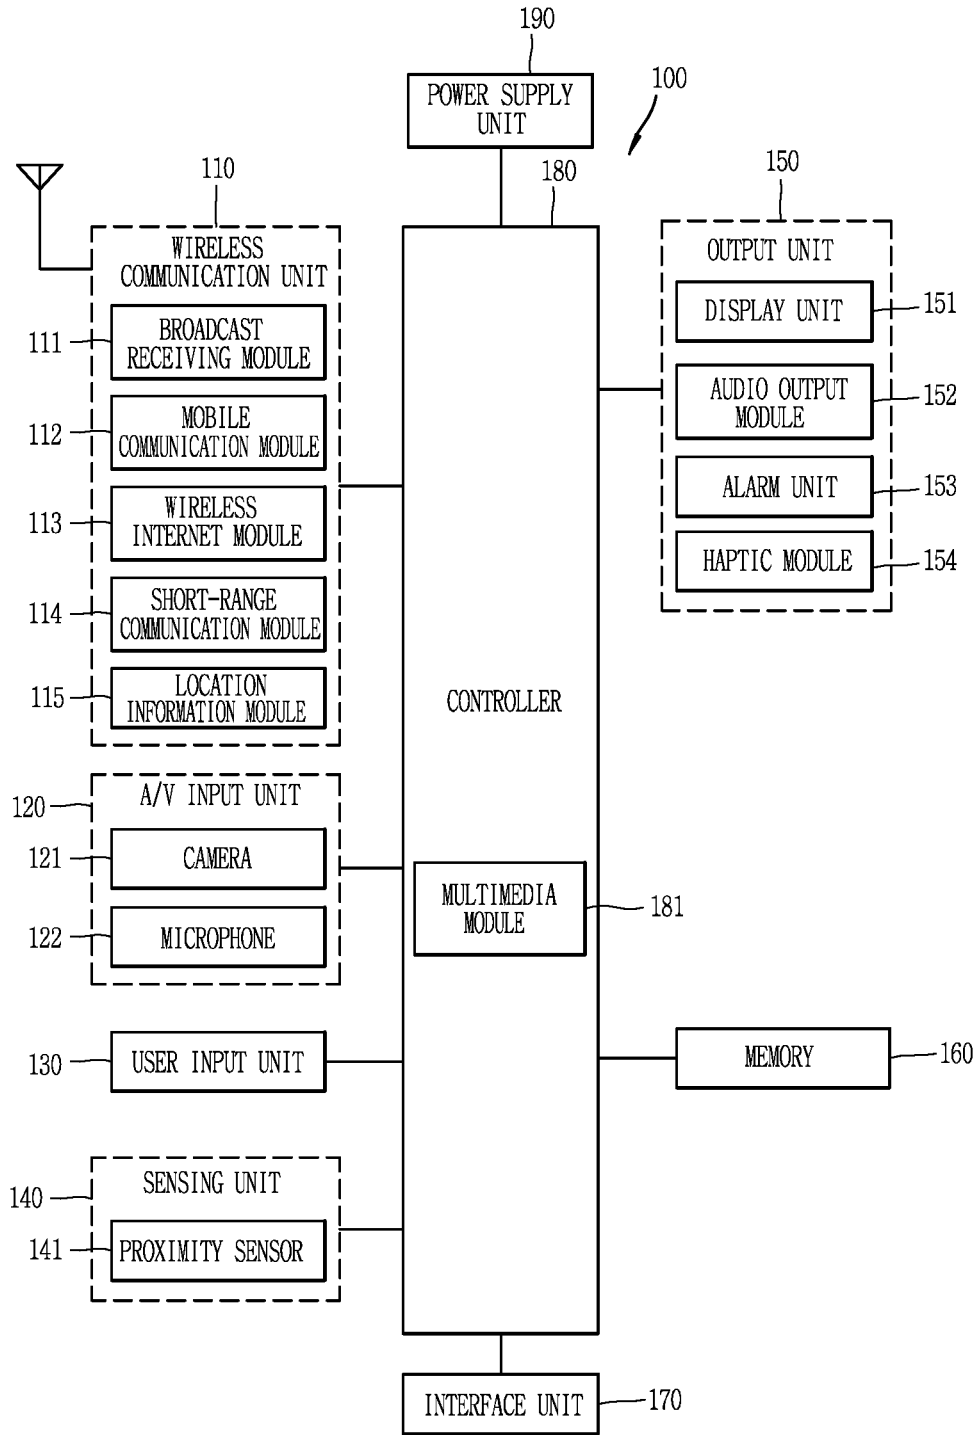 190
POWER SUPPLY
UNIT
100
110
180
150
WIRELESS
COMMUNICATION UNIT
111
BROADCAST
RECEIVING MODULE
112
MOBILE
COMMUNICATION MODULE
113
WIRELESS
INTERNET MODULE
114
SHORT-RANGE
COMMUNICATION MODULE
115
LOCATION
INFORMATION MODULE
120
A/V INPUT UNIT
121
CAMERA
122
MICROPHONE
130
USER INPUT UNIT
140
SENSING UNIT
141
PROXIMITY SENSOR
CONTROLLER
MULTIMEDIA
MODULE
181
OUTPUT UNIT
DISPLAY UNIT
151
AUDIO OUTPUT
MODULE
152
ALARM UNIT
153
HAPTIC MODULE
154
MEMORY
160
INTERFACE UNIT
170